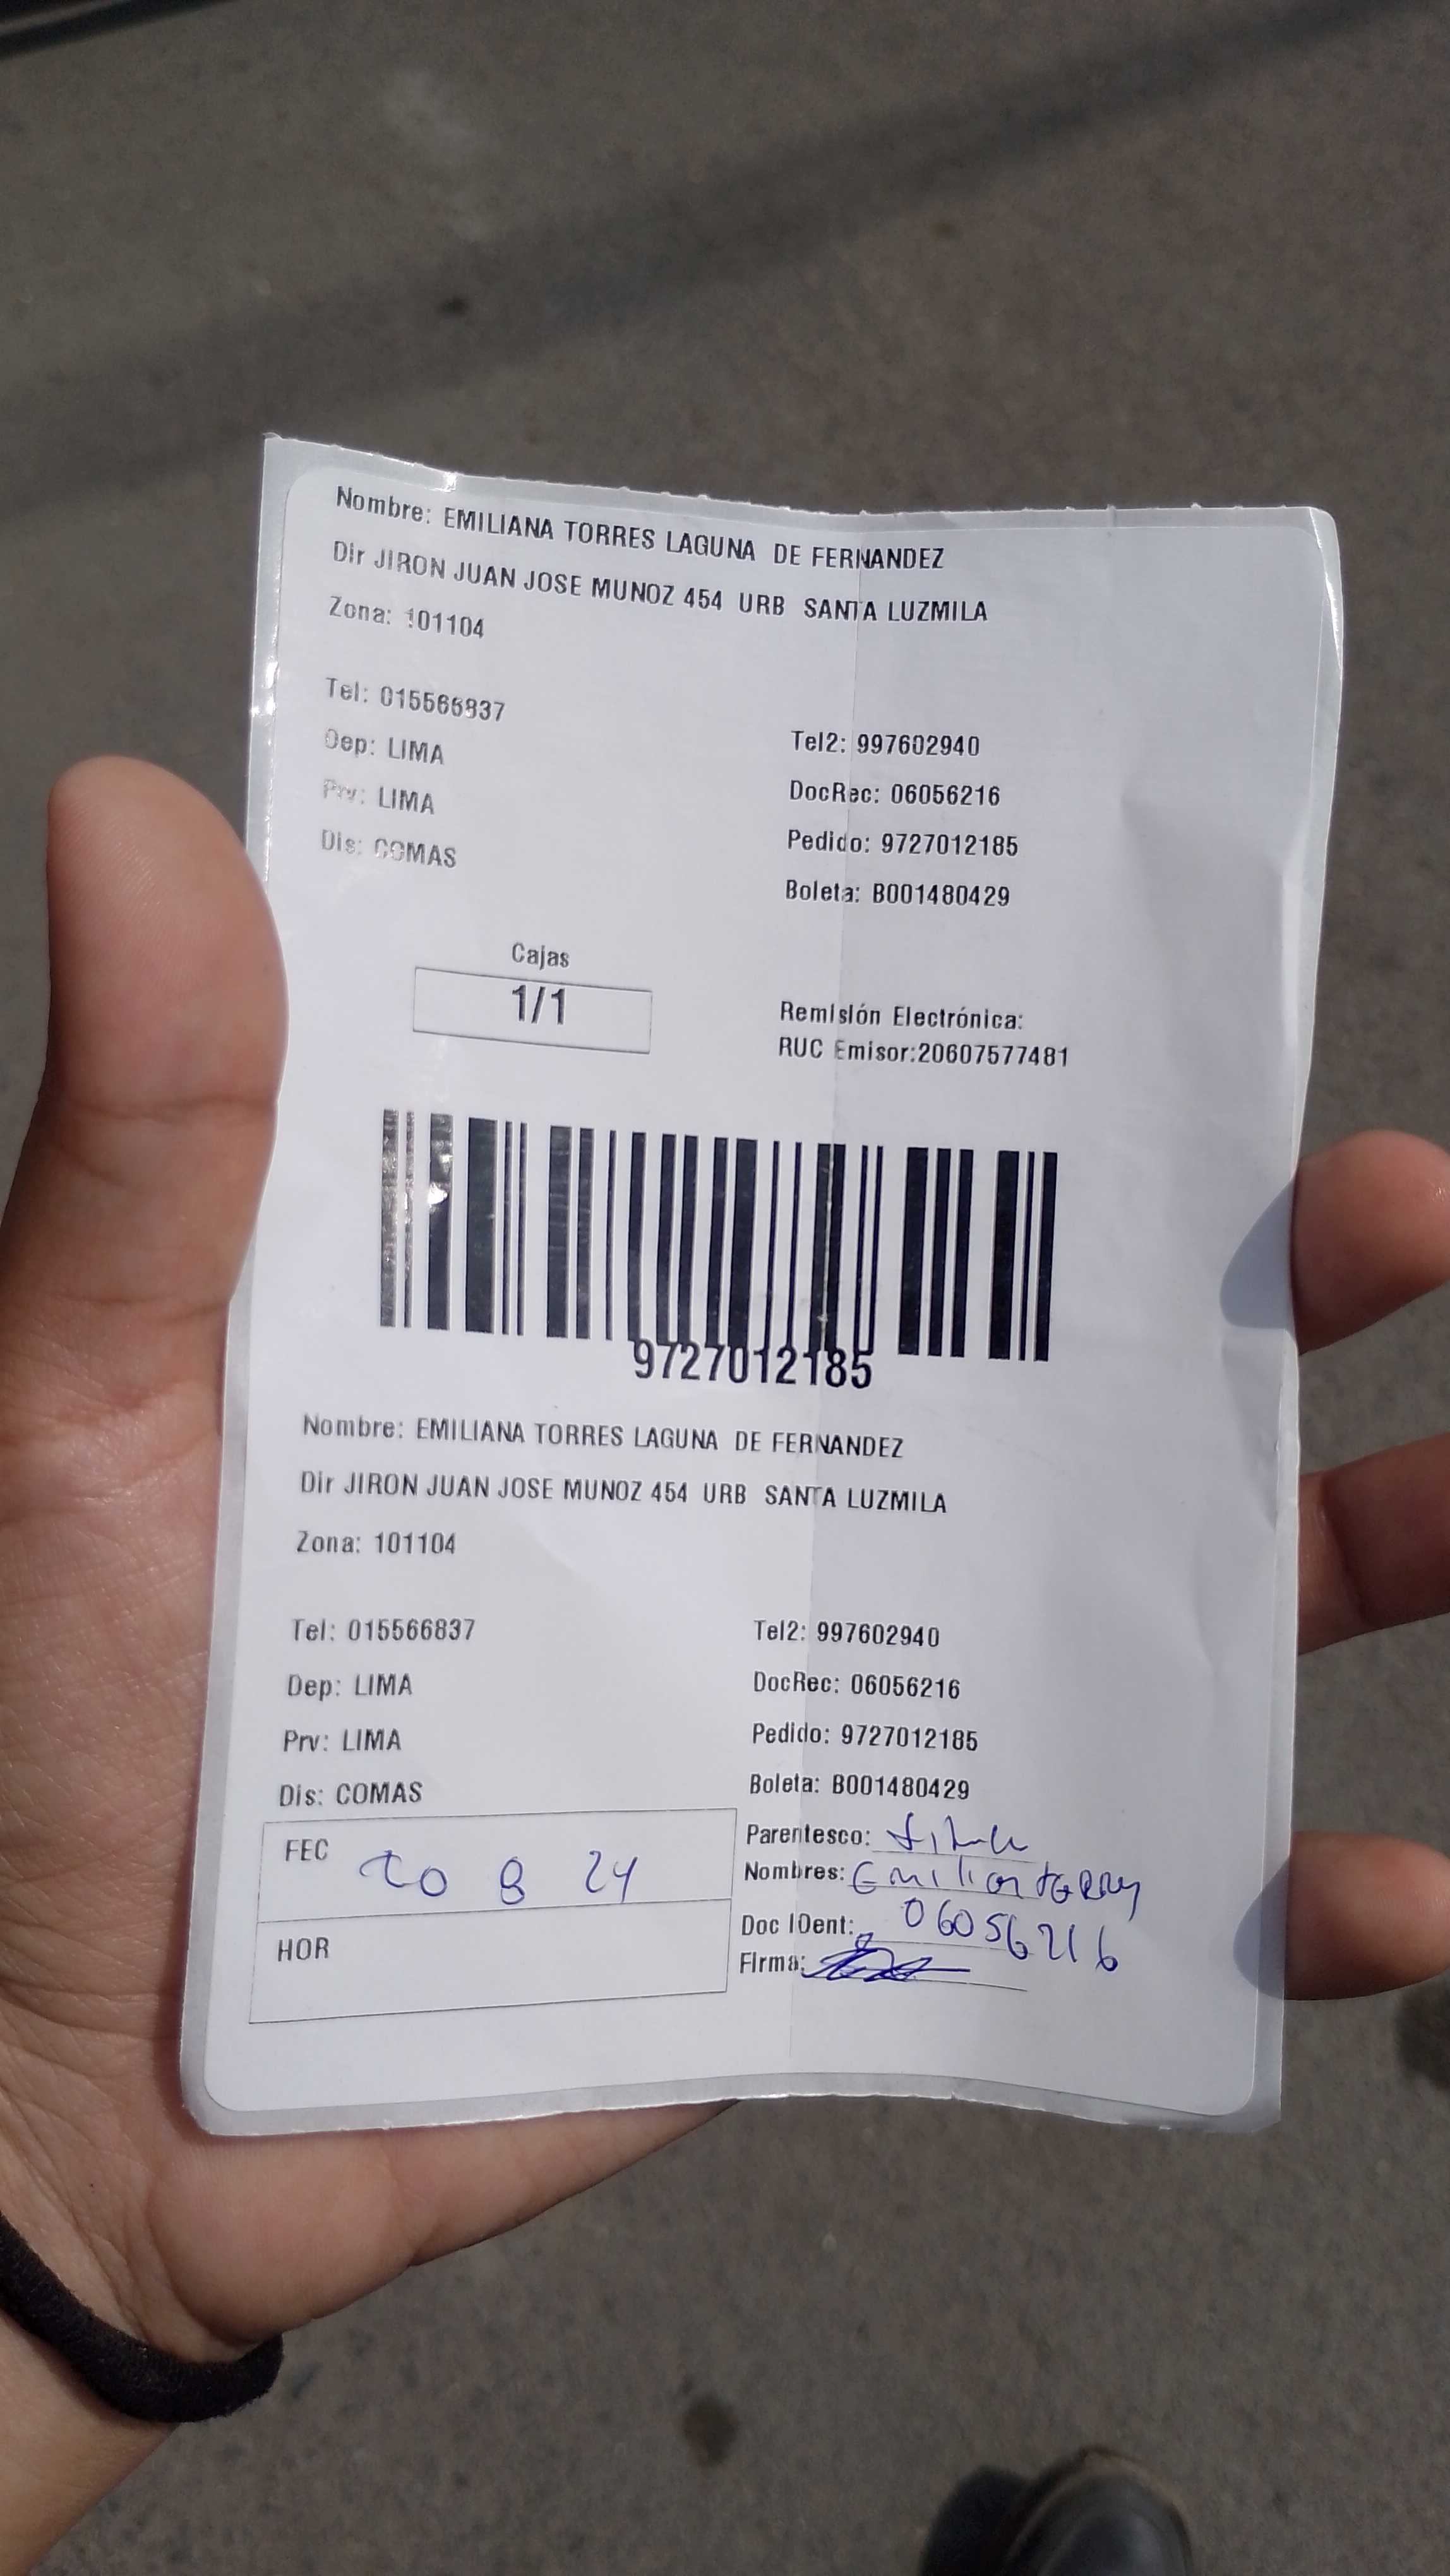 Nombre: EMILIANA TORRES LAGUNA DE FERNANDEZ
Dir JIRON JUAN JOSE MUNOZ 454 URB SANTA LUZMILA
Zona: 101104
Tel: 015566837
Tel2: 997602940
Dep: LIMA
DocRec: 06056216
Prv: LIMA
Pedido: 9727012185
Dis: COMAS
Boleta: B001480429
Cajas
1/1
Remisión Electrónica:
RUC Emisor:20607577481
9727012185
Nombre: EMILIANA TORRES LAGUNA DE FERNANDEZ
Dir JIRON JUAN JOSE MUNOZ 454 URB SANTA LUZMILA
Zona: 101104
Tel: 015566837
Tel2: 997602940
Dep: LIMA
DocRec: 06056216
Prv: LIMA
Pedido: 9727012185
Dis: COMAS
Boleta: B001480429
FEC 20 8 24
Parentesco:
Nombres:
Doc IDent: 06056216
HOR
Firma: